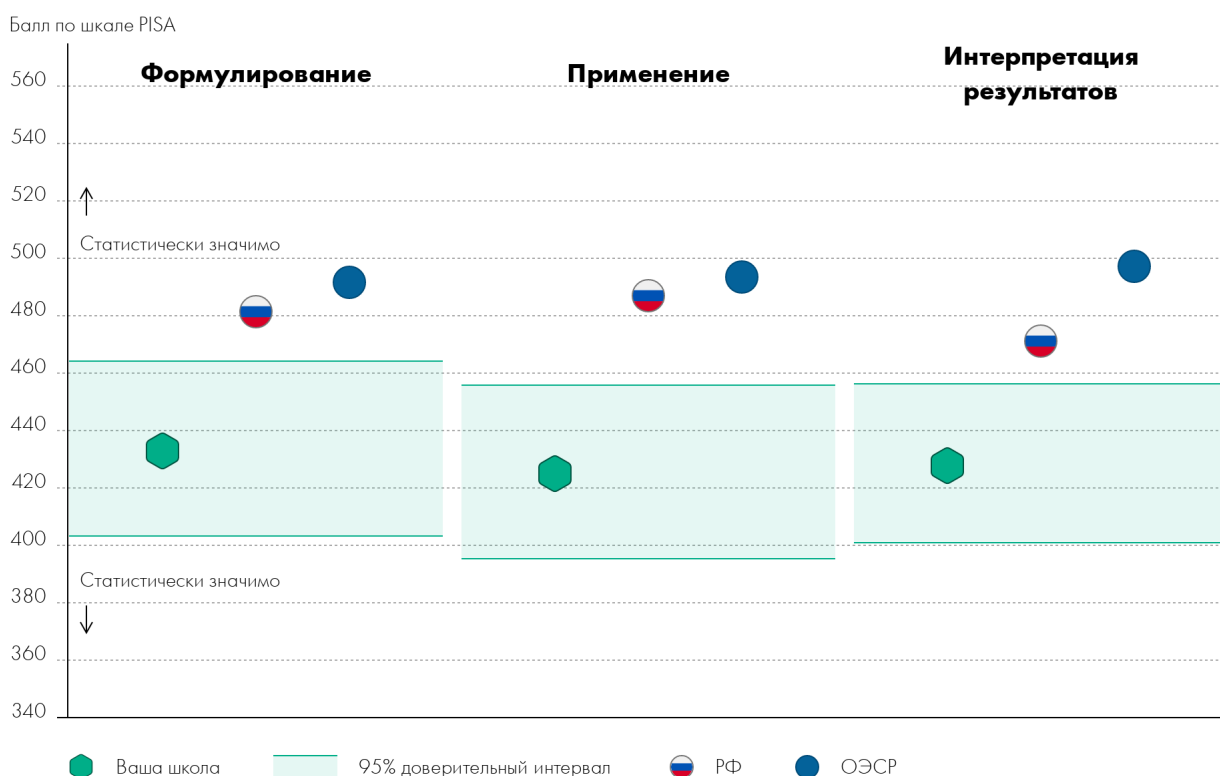 Балл по шкале PISA
Формулирование
Применение
Интерпретация
результатов
560
540
520
Статистически значимо
500
480
460
440
420
400
Статистически значимо
380
360
340
Ваша школа
95% доверительный интервал
РФ
ОЭСР